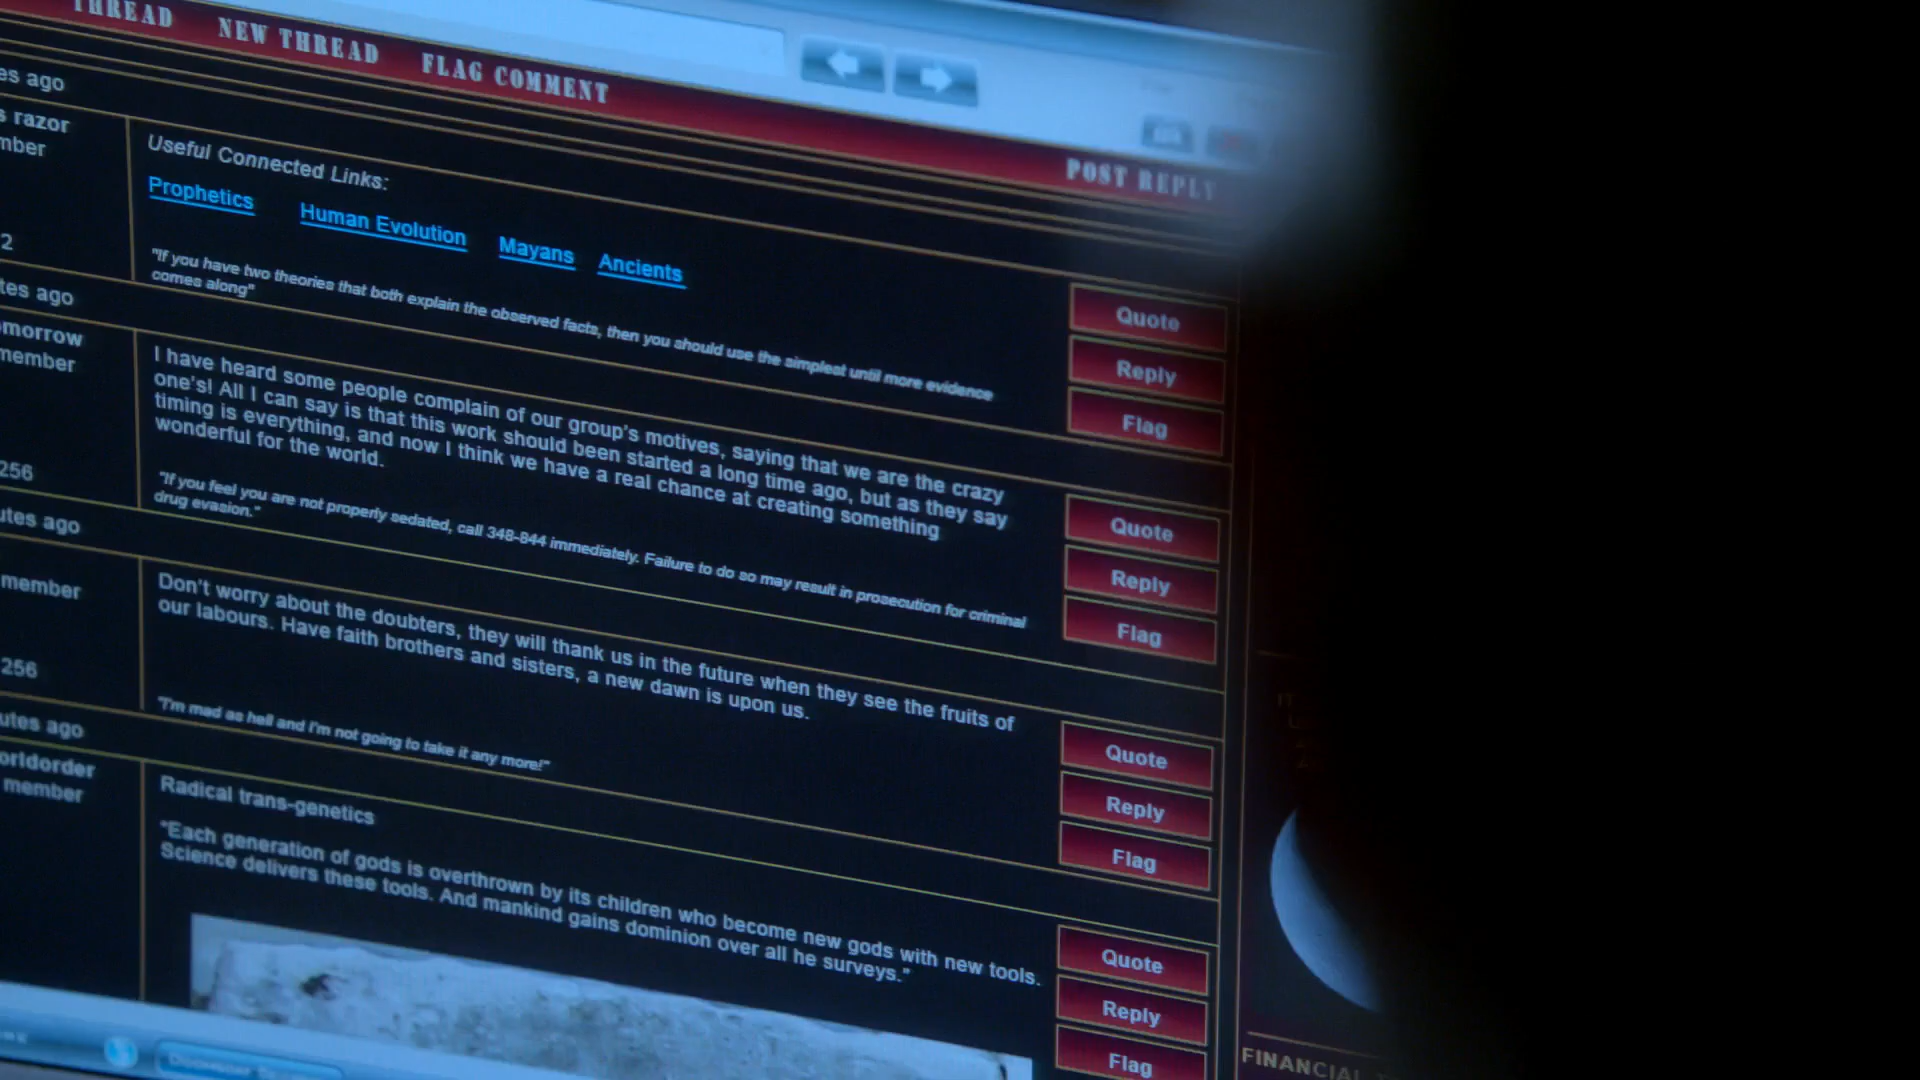 THREAD NEW THREAD FLAG COMMENT
POST REPLY
es ago
s razor
mber
2
Useful Connected Links:
Prophetics Human Evolution Mayans Ancients
"If you have two theories that both explain the observed facts, then you should use the simplest until more evidence
comes along"
Quote
Reply
Flag
tes ago
omorrow
member
256
I have heard some people complain of our group's motives, saying that we are the crazy
one's! All I can say is that this work should been started a long time ago, but as they say
timing is everything, and now I think we have a real chance at creating something
wonderful for the world.
"If you feel you are not properly sedated, call 348-844 immediately. Failure to do so may result in prosecution for criminal
drug evasion."
Quote
Reply
Flag
utes ago
member
256
Don't worry about the doubters, they will thank us in the future when they see the fruits of
our labours. Have faith brothers and sisters, a new dawn is upon us.
"I'm mad as hell and I'm not going to take it any more!"
Quote
Reply
Flag
utes ago
orldorder
member
Radical trans-genetics
"Each generation of gods is overthrown by its children who become new gods with new tools.
Science delivers these tools. And mankind gains dominion over all he surveys."
Quote
Reply
Flag
FINANCIAL